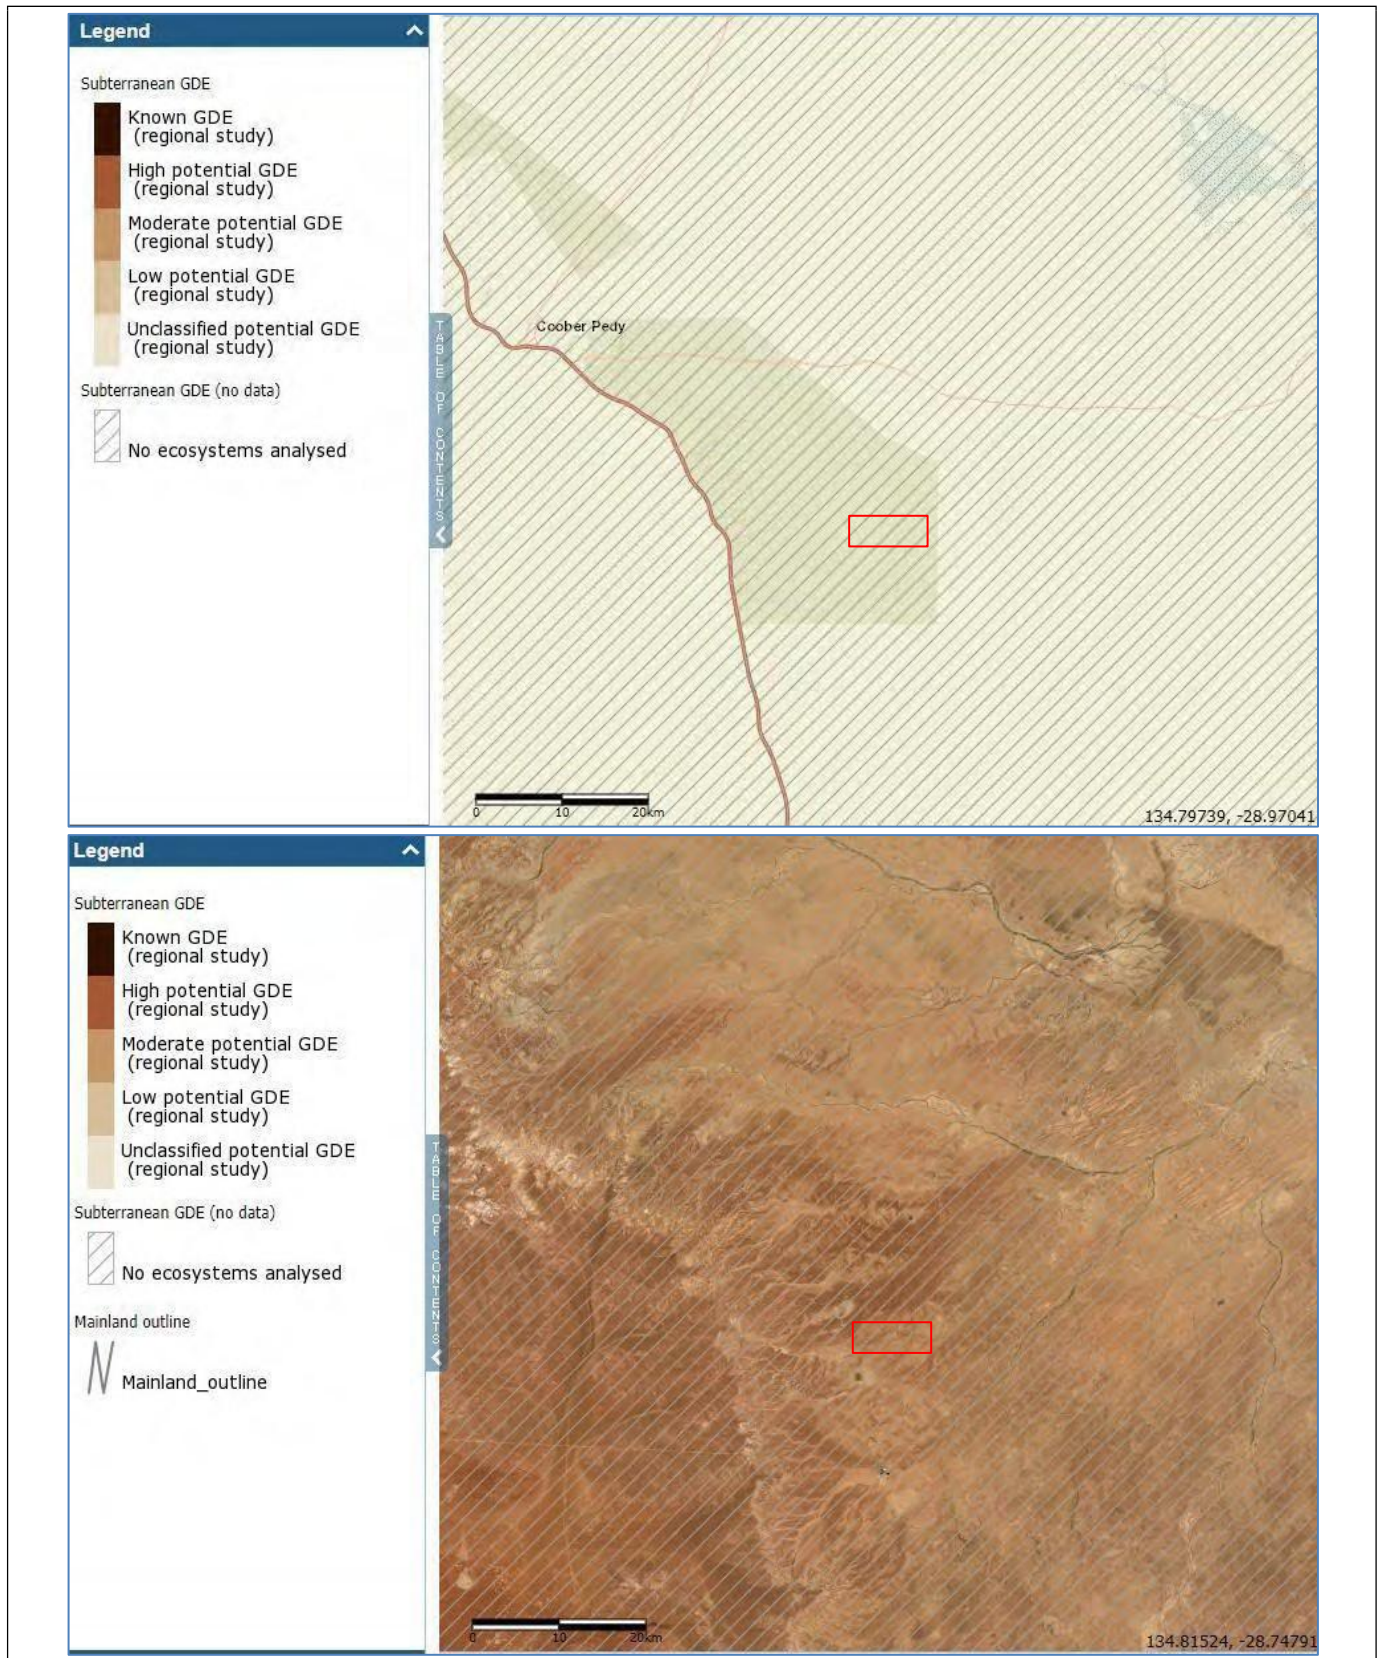 Legend
Subterranean GDE
Known GDE
(regional study)
High potential GDE
(regional study)
Moderate potential GDE
(regional study)
Low potential GDE
(regional study)
Unclassified potential GDE
(regional study)
Subterranean GDE (no data)
No ecosystems analysed
TABLE OF CONTENTS
Coober Pedy
0 10 20km
134.79739, -28.97041
Legend
Subterranean GDE
Known GDE
(regional study)
High potential GDE
(regional study)
Moderate potential GDE
(regional study)
Low potential GDE
(regional study)
Unclassified potential GDE
(regional study)
Subterranean GDE (no data)
No ecosystems analysed
Mainland outline
Mainland_outline
TABLE OF CONTENTS
0 10 20km
134.81524, -28.74791